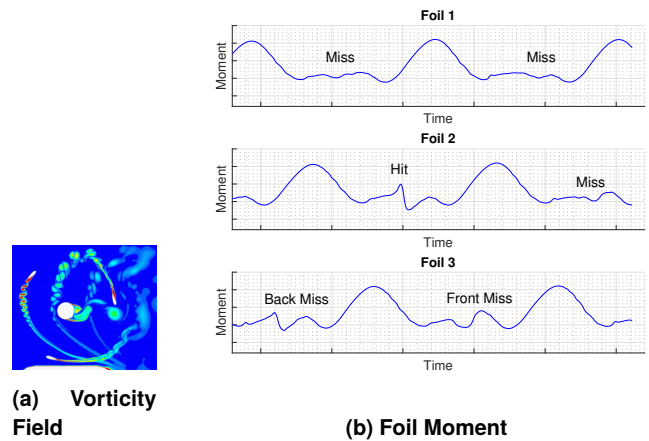 Foil 1
Moment
Miss
Miss
Time
Foil 2
Moment
Hit
Miss
Time
Foil 3
Moment
Back Miss
Front Miss
Time
(a) Vorticity
Field
(b) Foil Moment